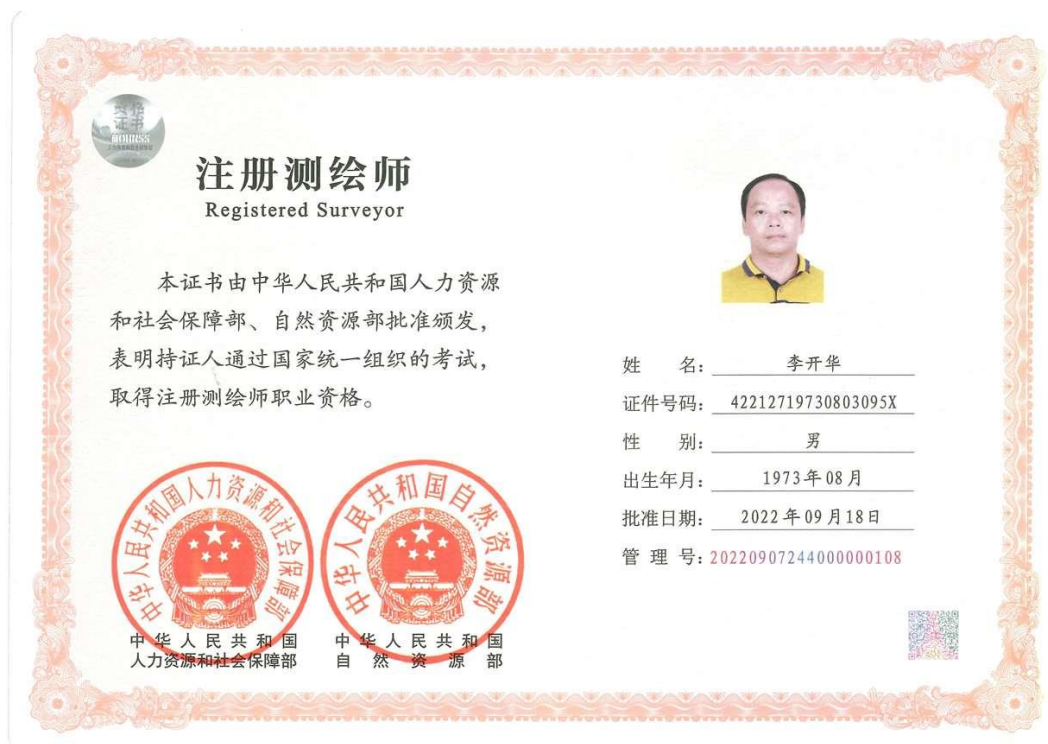 资格
证书
MOHRSS
注册测绘师
Registered Surveyor
本证书由中华人民共和国人力资源
和社会保障部、自然资源部批准颁发，
表明持证人通过国家统一组织的考试，
取得注册测绘师职业资格。
中华人民共和国人力资源和社会保障部
中华人民共和国
人力资源和社会保障部
中华人民共和国自然资源部
中华人民共和国
自然资源部
姓 名： 李开华
证件号码： 42212719730803095X
性 别： 男
出生年月： 1973年08月
批准日期： 2022年09月18日
管 理 号：20220907244000000108